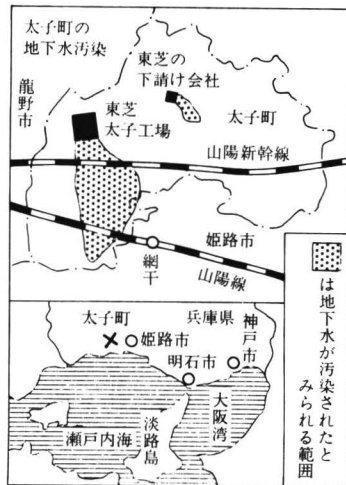 太子町の
地下水汚染
東芝の
下請け会社
龍野市
東芝
太子工場
太子町
山陽新幹線
姫路市
網干
山陽線
は地下水が汚染されたと
みられる範囲
太子町
兵庫県
神戸市
姫路市
明石市
大阪湾
淡路島
瀬戸内海